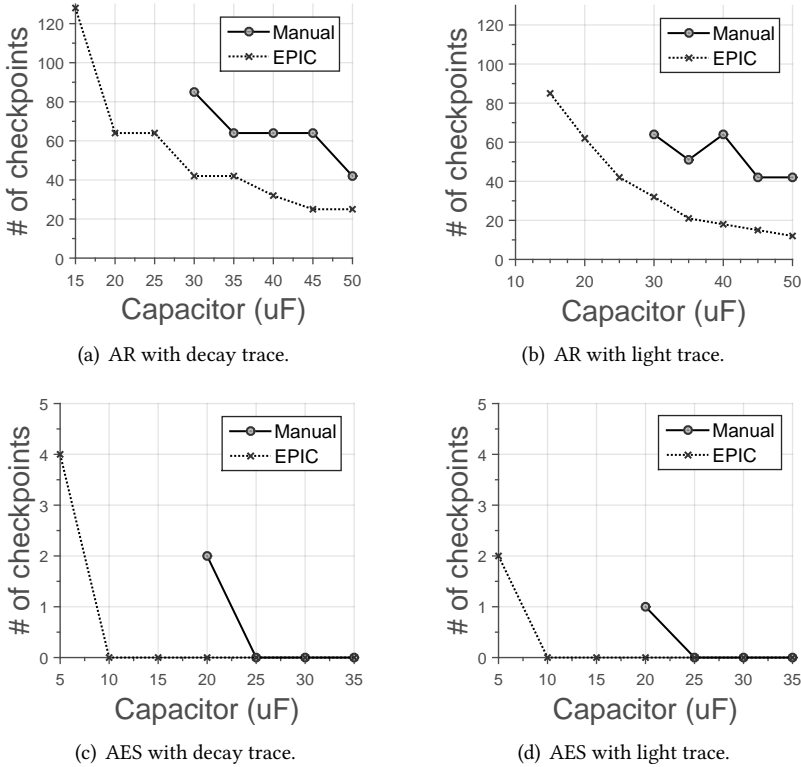 # of checkpoints
120
100
80
60
40
20
0
Manual
EPIC
15 20 25 30 35 40 45 50
Capacitor (uF)
(a) AR with decay trace.
# of checkpoints
120
100
80
60
40
20
0
Manual
EPIC
10 20 30 40 50
Capacitor (uF)
(b) AR with light trace.
# of checkpoints
5
4
3
2
1
0
Manual
EPIC
5 10 15 20 25 30 35
Capacitor (uF)
(c) AES with decay trace.
# of checkpoints
5
4
3
2
1
0
Manual
EPIC
5 10 15 20 25 30 35
Capacitor (uF)
(d) AES with light trace.